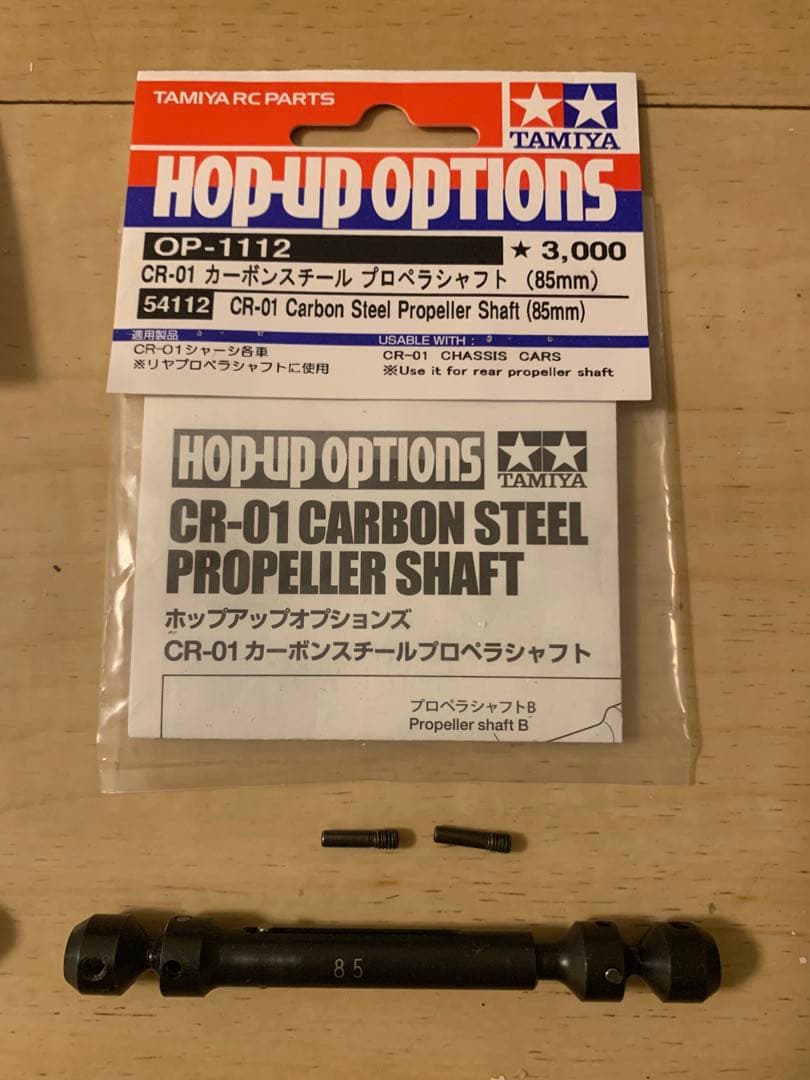 TAMIYA RC PARTS
TAMIYA
HOP-UP OPTIONS
OP-1112 ★ 3,000
CR-01 カーボンスチール プロペラシャフト (85mm)
54112 CR-01 Carbon Steel Propeller Shaft (85mm)
適用製品 USABLE WITH :
CR-01シャーシ各車 CR-01 CHASSIS CARS
※リヤプロペラシャフトに使用 ※Use it for rear propeller shaft
HOP-UP OPTIONS TAMIYA
CR-01 CARBON STEEL
PROPELLER SHAFT
ホップアップオプションズ
CR-01カーボンスチールプロペラシャフト
プロペラシャフトB
Propeller shaft B
85